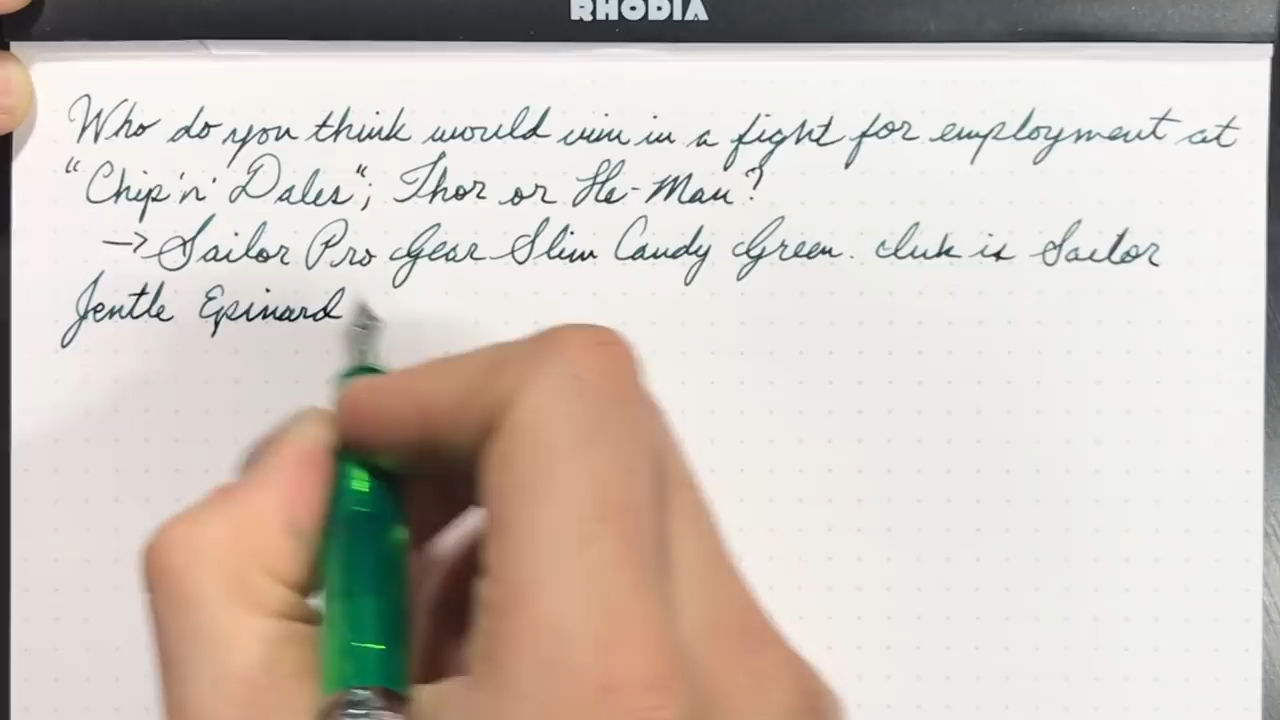 RHODIA
Who do you think would win in a fight for employment at
"Chip 'n' Dales"; Thor or He-Man?
→ Sailor Pro Gear Slim Candy Green. Ink is Sailor
Jentle Epinard